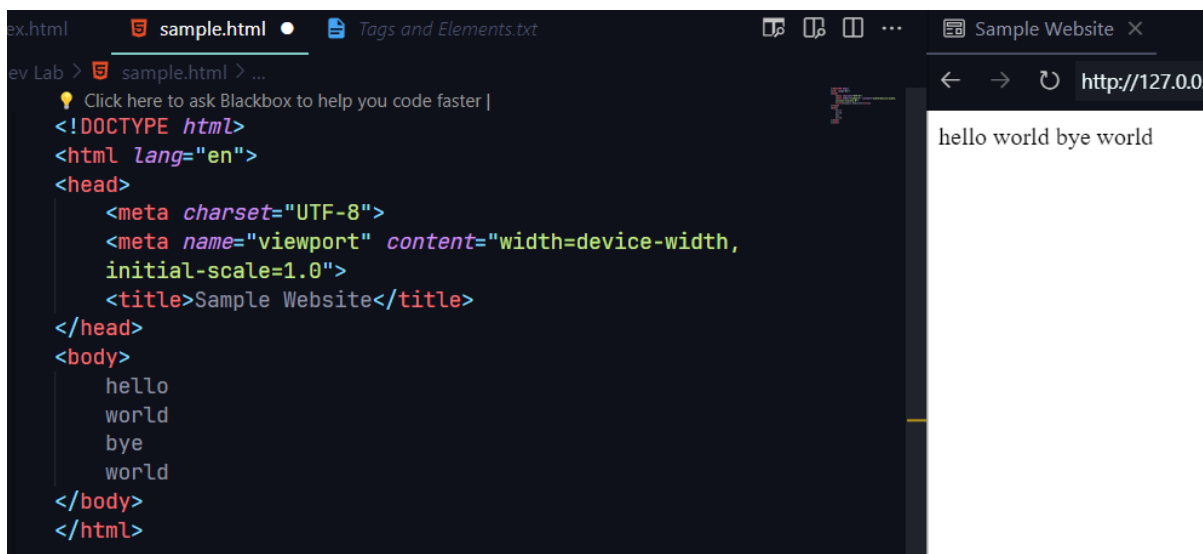 ex.html sample.html Tags and Elements.txt Sample Website
ev Lab > sample.html > ...
http://127.0.0.
Click here to ask Blackbox to help you code faster |
<!DOCTYPE html>
<html lang="en">
<head>
<meta charset="UTF-8">
<meta name="viewport" content="width=device-width,
initial-scale=1.0">
<title>Sample Website</title>
</head>
<body>
hello
world
bye
world
</body>
</html>
hello world bye world